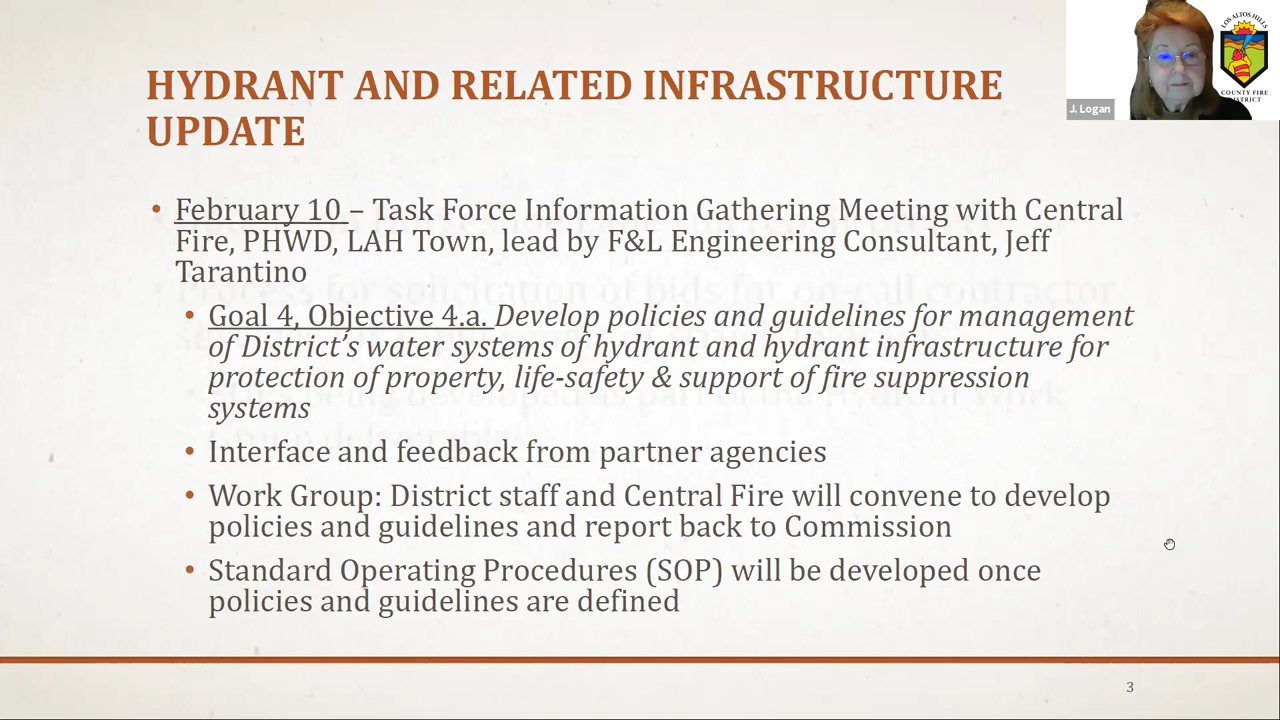 HYDRANT AND RELATED INFRASTRUCTURE
UPDATE
LOS ALTOS HILLS
COUNTY FIRE
DISTRICT
J. Logan
• February 10 – Task Force Information Gathering Meeting with Central
Fire, PHWD, LAH Town, lead by F&L Engineering Consultant, Jeff
Tarantino
• Goal 4, Objective 4.a. Develop policies and guidelines for management
of District's water systems of hydrant and hydrant infrastructure for
protection of property, life-safety & support of fire suppression
systems
• Interface and feedback from partner agencies
• Work Group: District staff and Central Fire will convene to develop
policies and guidelines and report back to Commission
• Standard Operating Procedures (SOP) will be developed once
policies and guidelines are defined
3